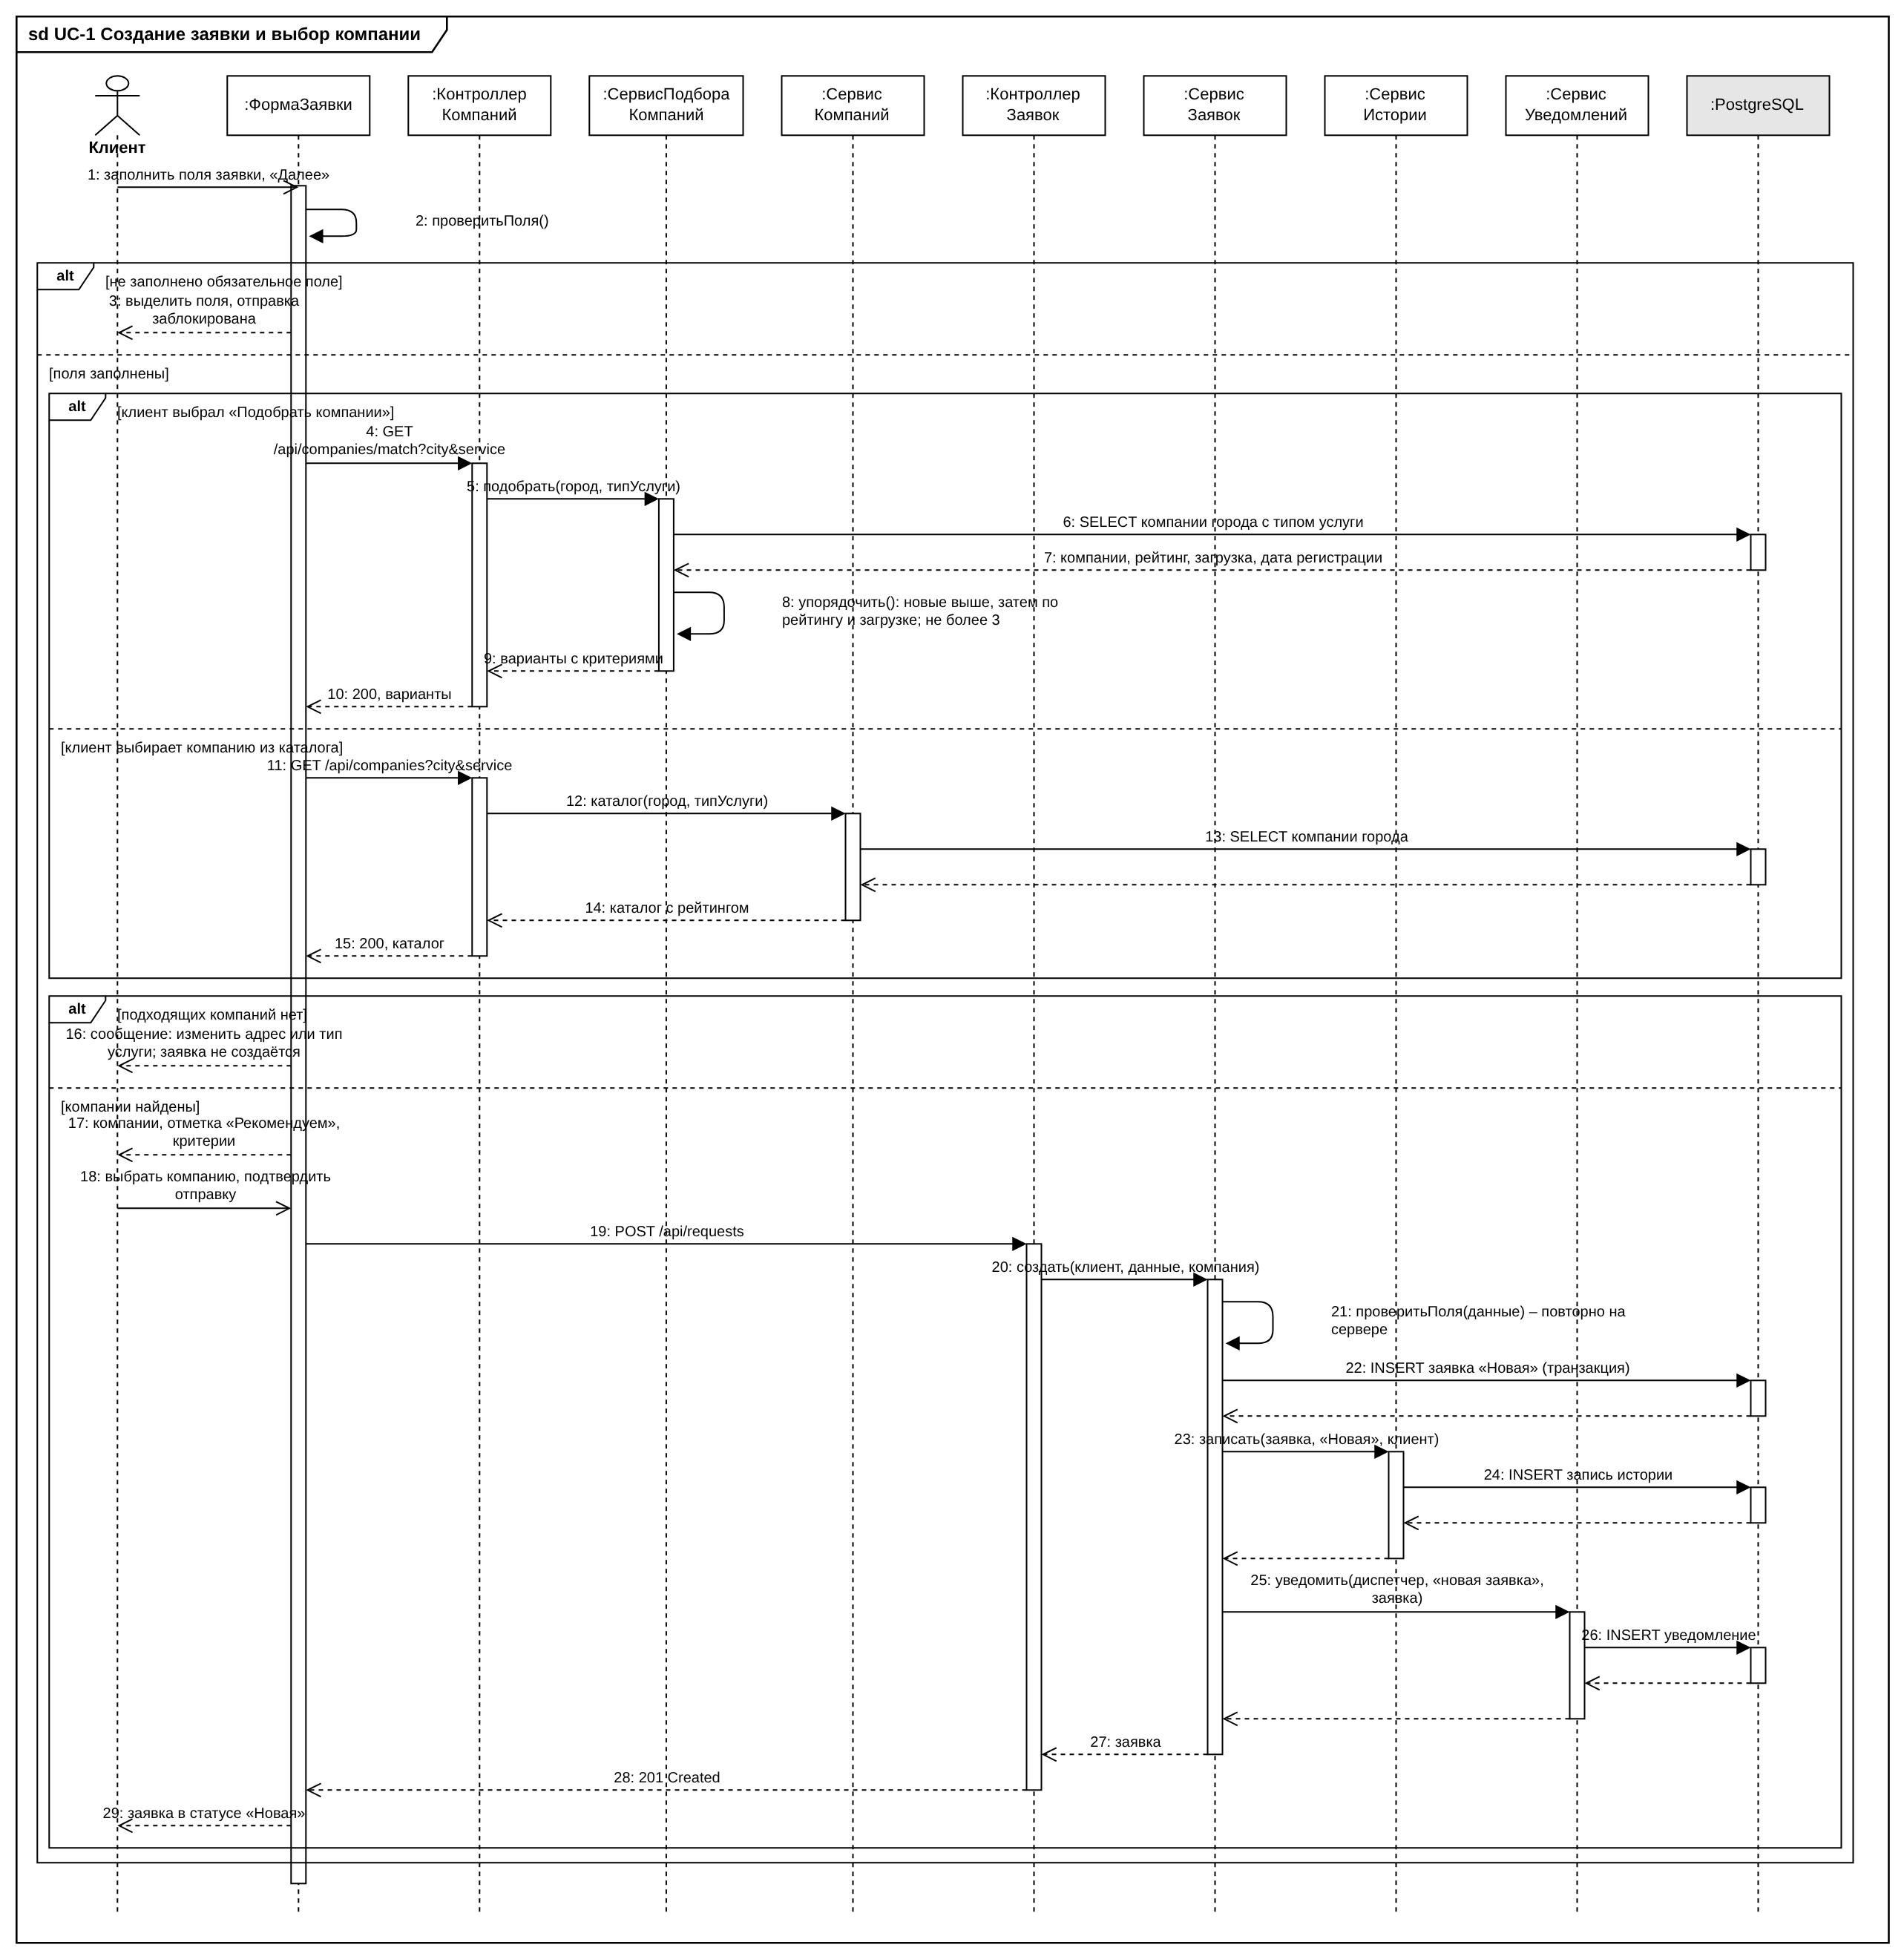 sd UC-1 Создание заявки и выбор компании
Клиент
:ФормаЗаявки
:Контроллер
Компаний
:СервисПодбора
Компаний
:Сервис
Компаний
:Контроллер
Заявок
:Сервис
Заявок
:Сервис
Истории
:Сервис
Уведомлений
:PostgreSQL
1: заполнить поля заявки, «Далее»
2: проверитьПоля()
alt
[не заполнено обязательное поле]
3: выделить поля, отправка
заблокирована
[поля заполнены]
alt
[клиент выбрал «Подобрать компании»]
4: GET
/api/companies/match?city&service
5: подобрать(город, типУслуги)
6: SELECT компании города с типом услуги
7: компании, рейтинг, загрузка, дата регистрации
8: упорядочить(): новые выше, затем по
рейтингу и загрузке; не более 3
9: варианты с критериями
10: 200, варианты
[клиент выбирает компанию из каталога]
11: GET /api/companies?city&service
12: каталог(город, типУслуги)
13: SELECT компании города
14: каталог с рейтингом
15: 200, каталог
alt
[подходящих компаний нет]
16: сообщение: изменить адрес или тип
услуги; заявка не создаётся
[компании найдены]
17: компании, отметка «Рекомендуем»,
критерии
18: выбрать компанию, подтвердить
отправку
19: POST /api/requests
20: создать(клиент, данные, компания)
21: проверитьПоля(данные) – повторно на
сервере
22: INSERT заявка «Новая» (транзакция)
23: записать(заявка, «Новая», клиент)
24: INSERT запись истории
25: уведомить(диспетчер, «новая заявка»,
заявка)
26: INSERT уведомление
27: заявка
28: 201 Created
29: заявка в статусе «Новая»